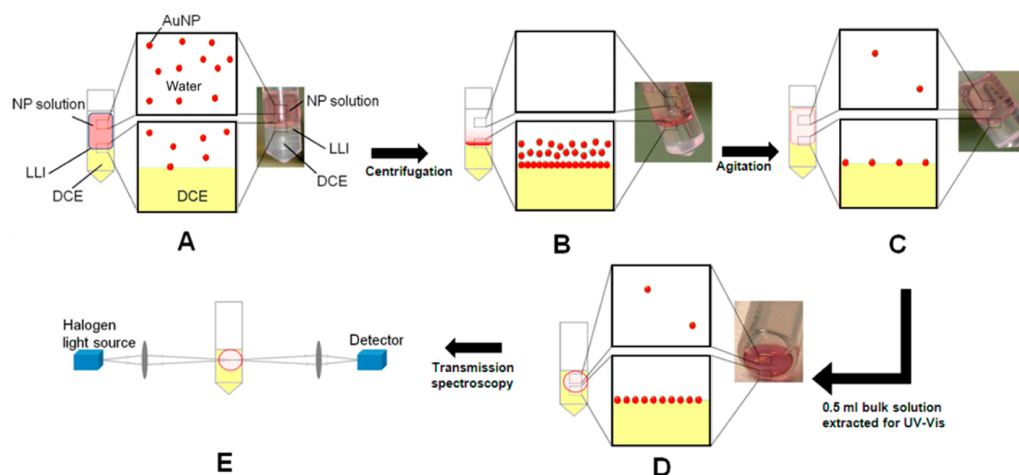 AuNP
Water
NP solution
NP solution
LLI
LLI
DCE
DCE
DCE
A
Centrifugation
B
Agitation
C
0.5 ml bulk solution
extracted for UV-Vis
D
Transmission
spectroscopy
Halogen
light source
Detector
E